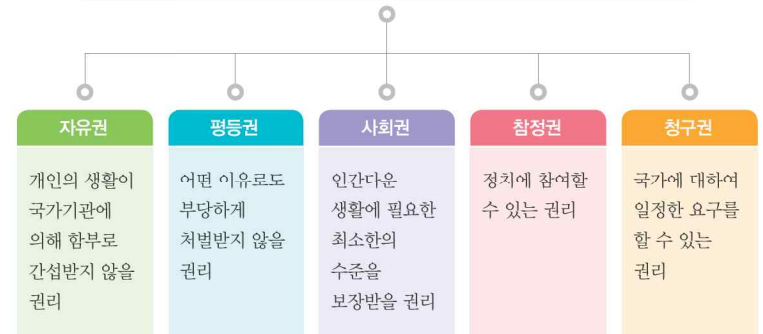 자유권
개인의 생활이
국가기관에
의해 함부로
간섭받지 않을
권리
평등권
어떤 이유로도
부당하게
처벌받지 않을
권리
사회권
인간다운
생활에 필요한
최소한의
수준을
보장받을 권리
참정권
정치에 참여할
수 있는 권리
청구권
국가에 대하여
일정한 요구를
할 수 있는
권리